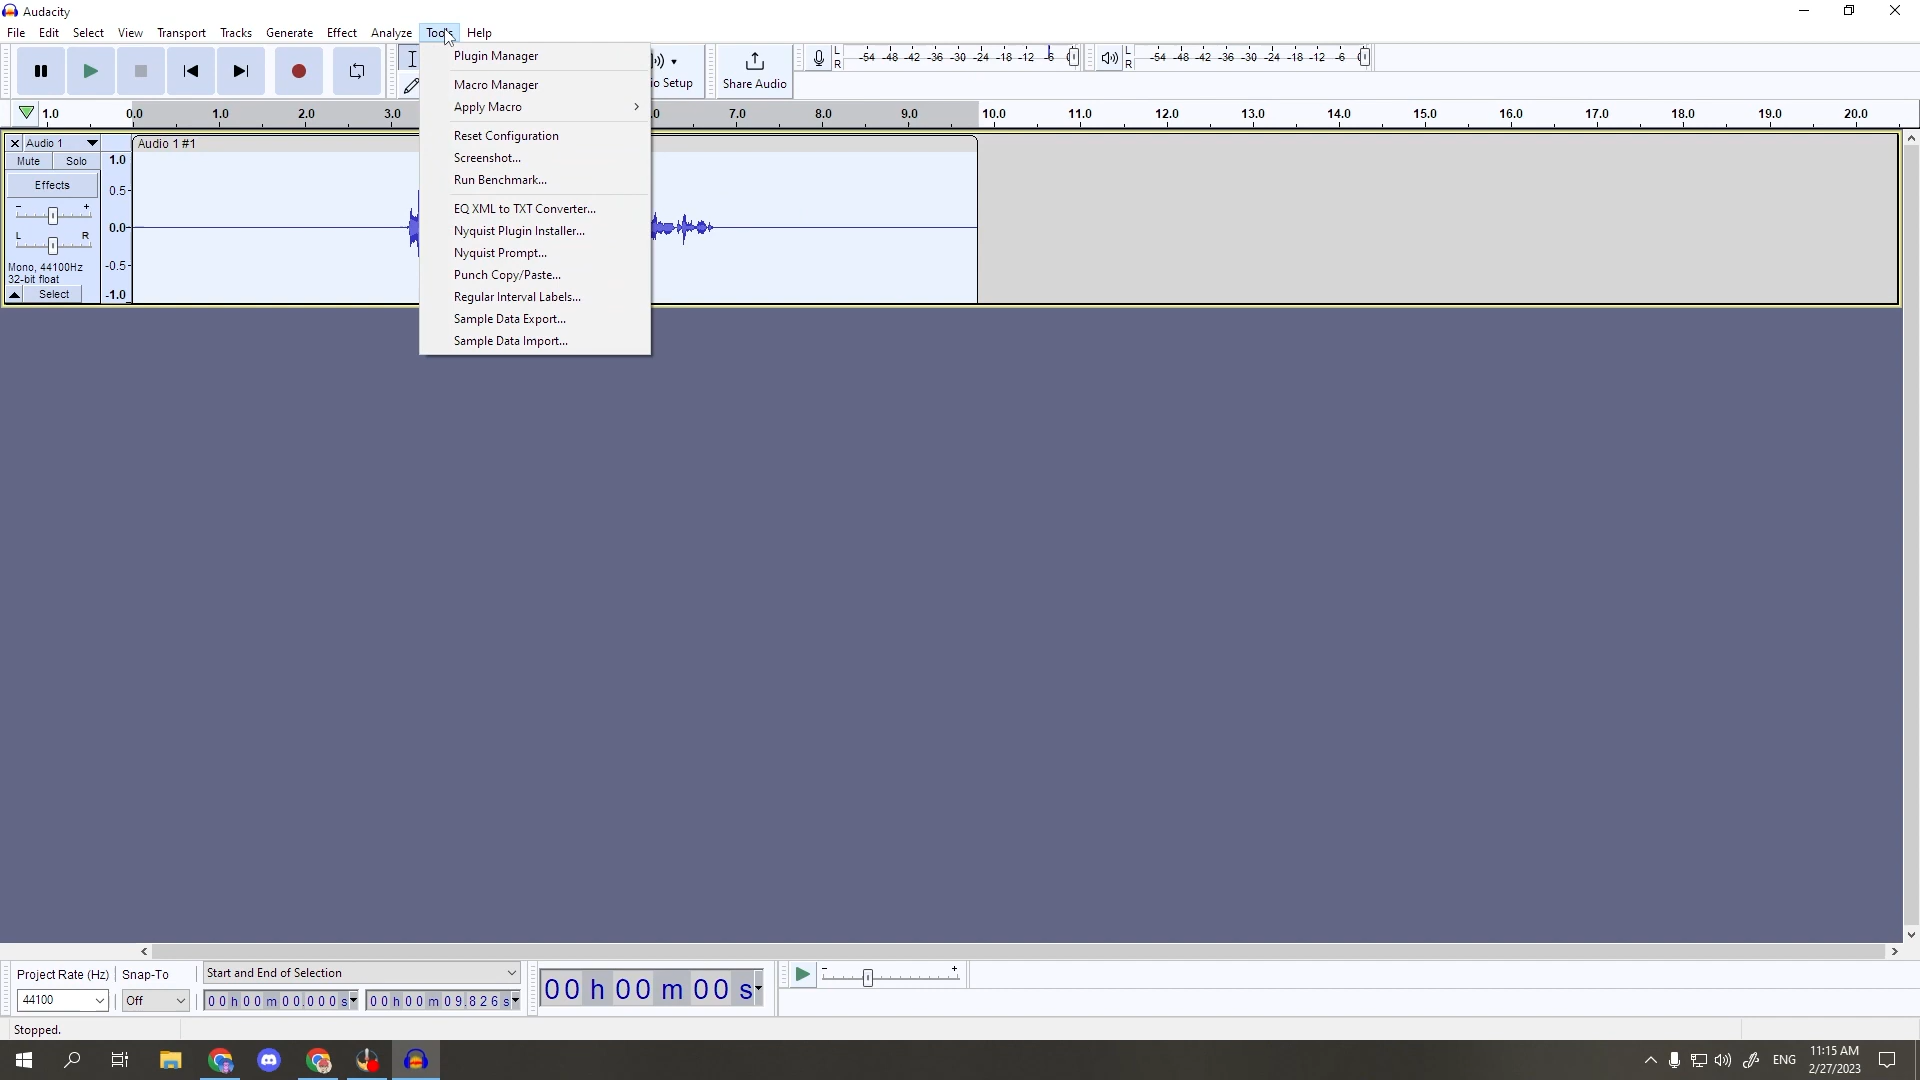 Audacity
File Edit Select View Transport Tracks Generate Effect Analyze Tools Help
Plugin Manager
Macro Manager
Apply Macro
Reset Configuration
Screenshot...
Run Benchmark...
EQ XML to TXT Converter...
Nyquist Plugin Installer...
Nyquist Prompt...
Punch Copy/Paste...
Regular Interval Labels...
Sample Data Export...
Sample Data Import...
io Setup
Share Audio
L
R
-54 -48 -42 -36 -30 -24 -18 -12 -6 0
L
R
-54 -48 -42 -36 -30 -24 -18 -12 -6 0
1.0 0.0 1.0 2.0 3.0 .0 7.0 8.0 9.0 10.0 11.0 12.0 13.0 14.0 15.0 16.0 17.0 18.0 19.0 20.0
Audio 1
Audio 1 #1
Mute Solo
Effects
- +
L R
Mono, 44100Hz
32-bit float
Select
1.0
0.5-
0.0-
-0.5-
-1.0
Project Rate (Hz) Snap-To Start and End of Selection
44100 Off 00 h 00 m 00.000 s 00 h 00 m 09.826 s
00 h 00 m 00 s
- +
Stopped.
ENG
11:15 AM
2/27/2023